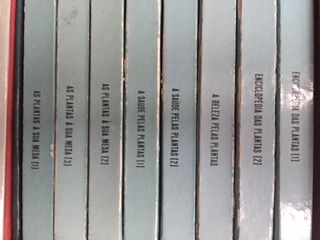 AS PLANTAS À SUA MESA (1)
AS PLANTAS À SUA MESA (3)
AS PLANTAS À SUA MESA (2)
A SAÚDE PELAS PLANTAS (1)
A SAÚDE PELAS PLANTAS (2)
A BELEZA PELAS PLANTAS
ENCICLOPÉDIA DAS PLANTAS (2)
ENCICLOPÉDIA DAS PLANTAS (1)